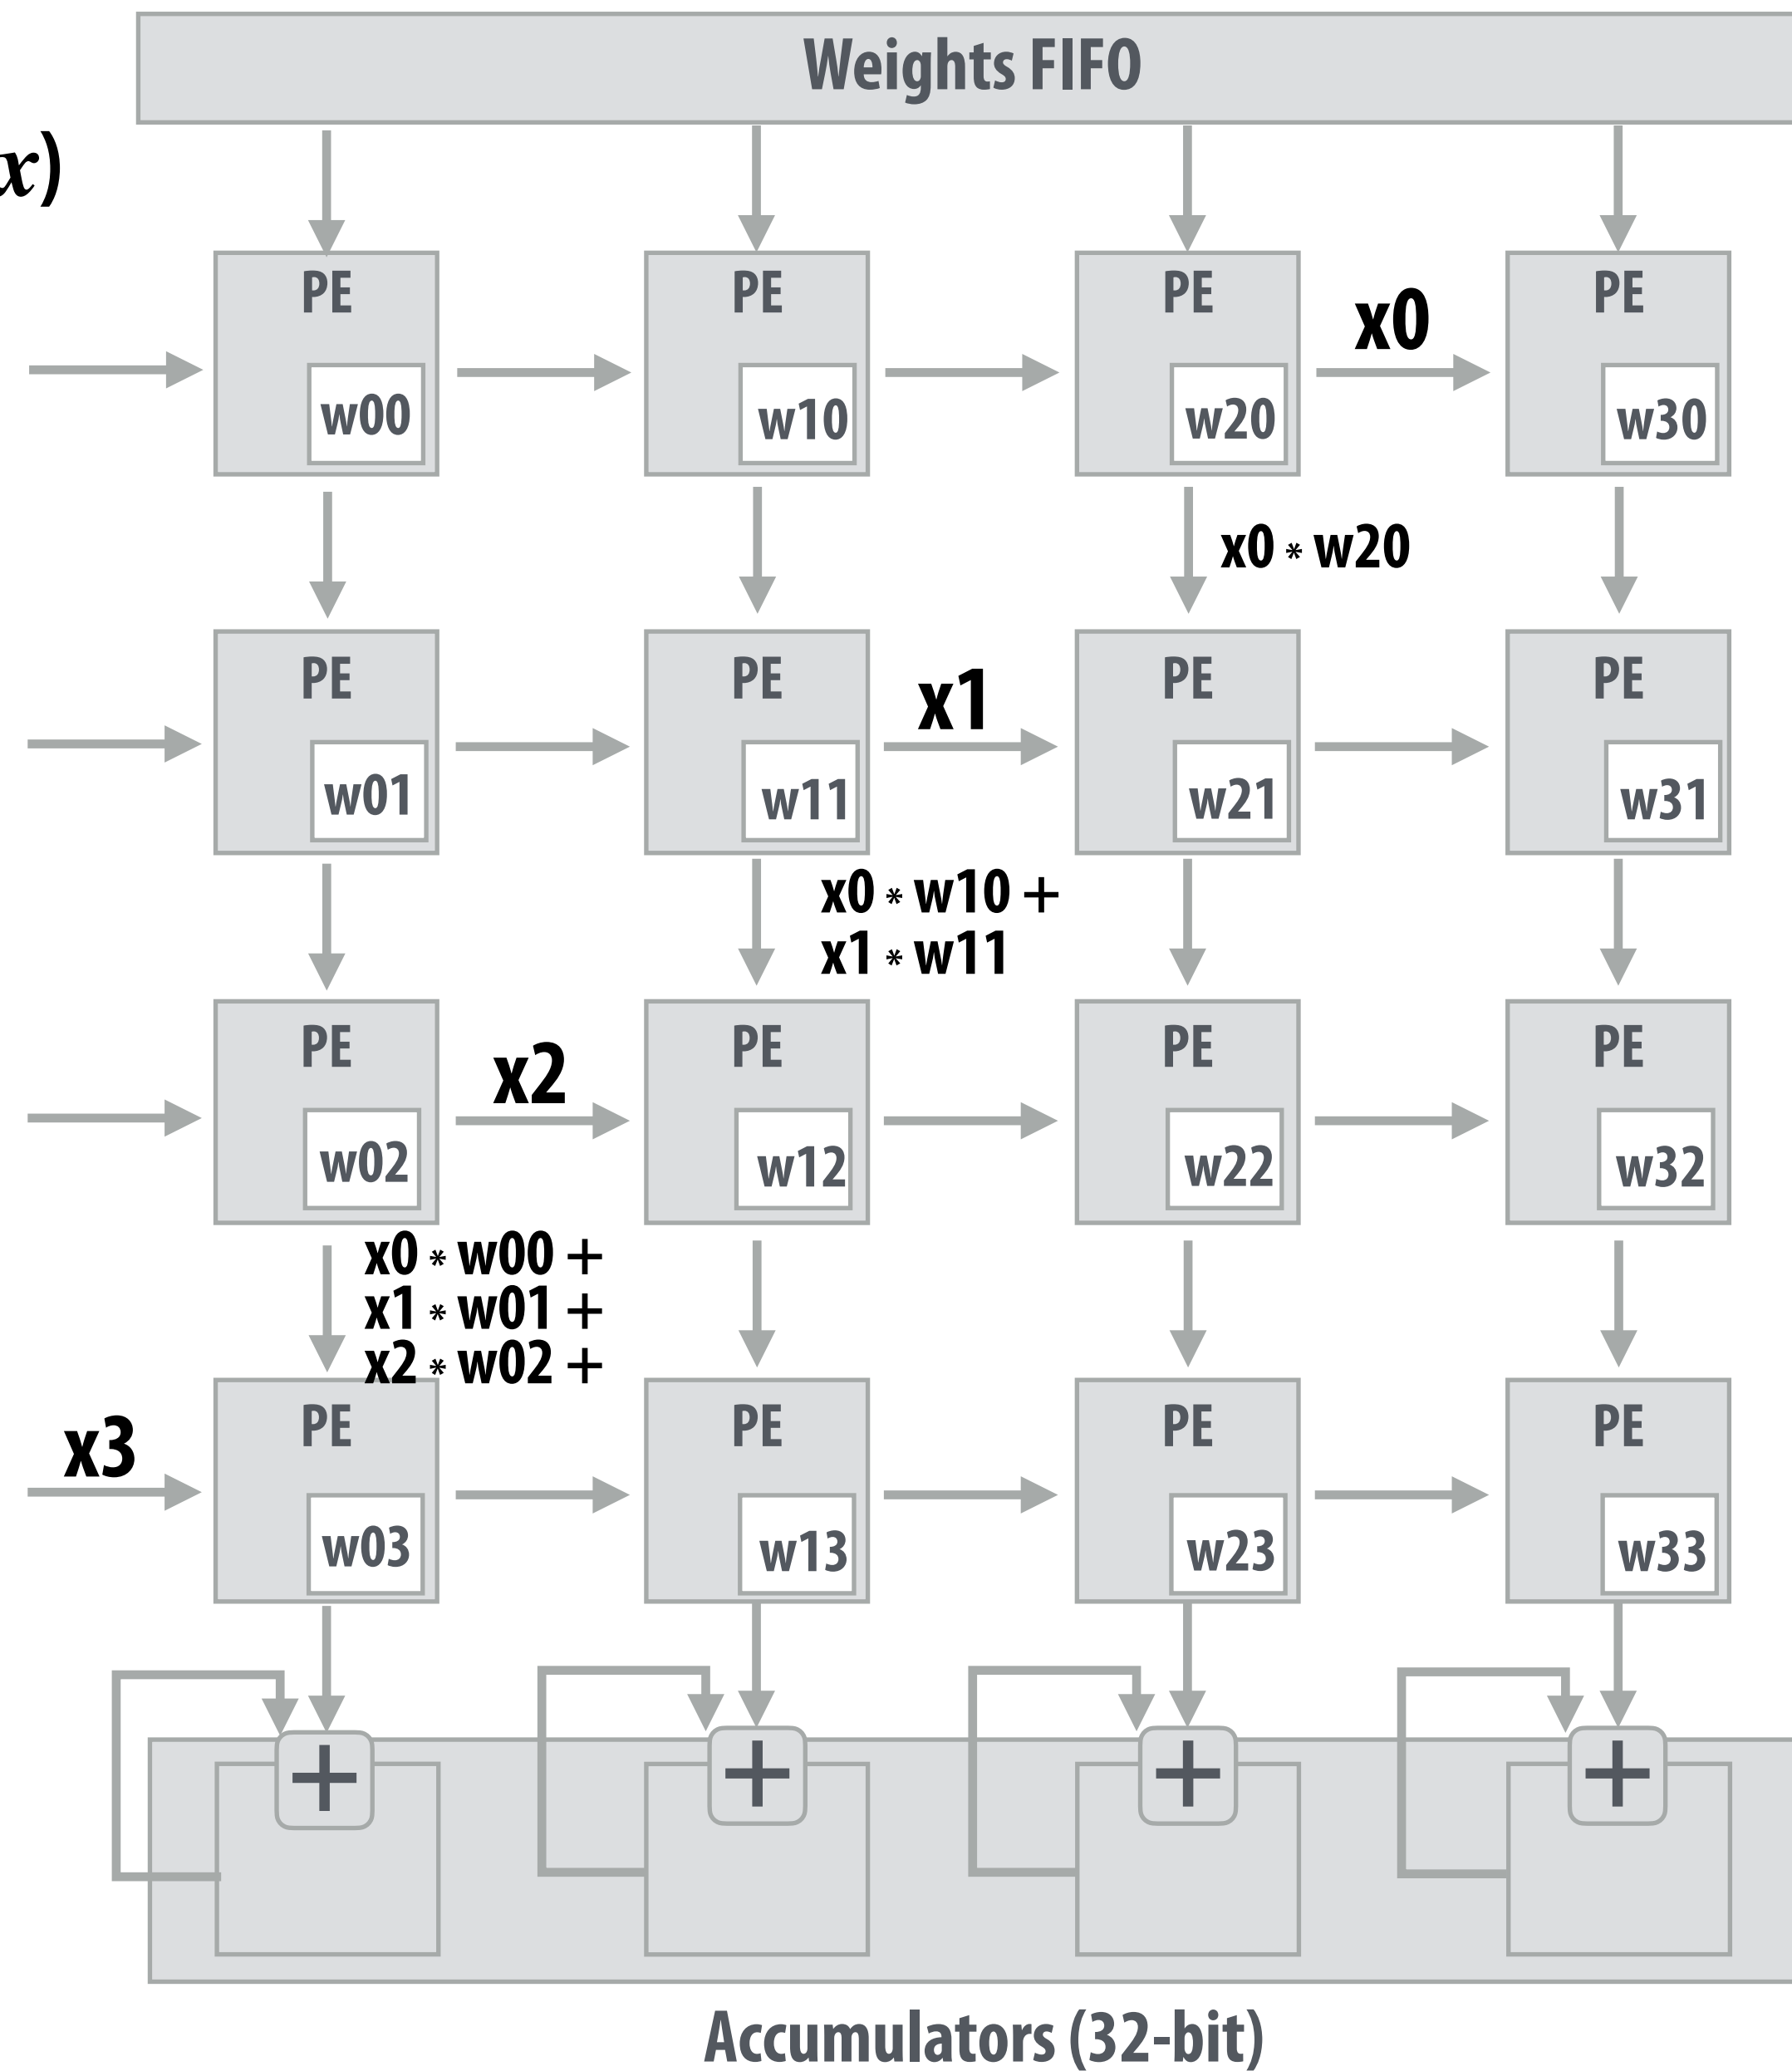 Weights FIFO
x)
PE PE PE PE
x0
w00 w10 w20 w30
x0 * w20
PE PE PE PE
x1
w01 w11 w21 w31
x0 * w10 +
x1 * w11
PE PE PE PE
x2
w02 w12 w22 w32
x0 * w00 +
x1 * w01 +
x2 * w02 +
PE PE PE PE
x3
w03 w13 w23 w33
+ + + +
Accumulators (32-bit)